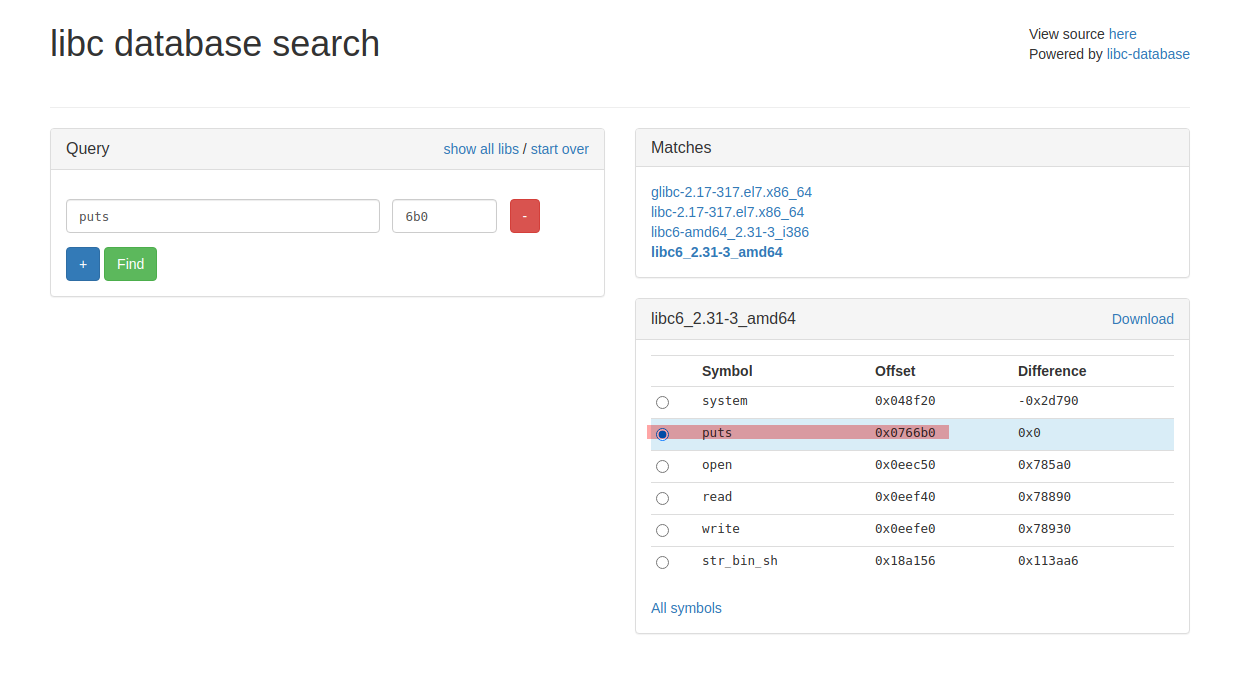 libc database search
View source here
Powered by libc-database
Query
show all libs / start over
puts
6b0
-
+
Find
Matches
glibc-2.17-317.el7.x86_64
libc-2.17-317.el7.x86_64
libc6-amd64_2.31-3_i386
libc6_2.31-3_amd64
libc6_2.31-3_amd64
Download
Symbol Offset Difference
system 0x048f20 -0x2d790
puts 0x0766b0 0x0
open 0x0eec50 0x785a0
read 0x0eef40 0x78890
write 0x0eefe0 0x78930
str_bin_sh 0x18a156 0x113aa6
All symbols